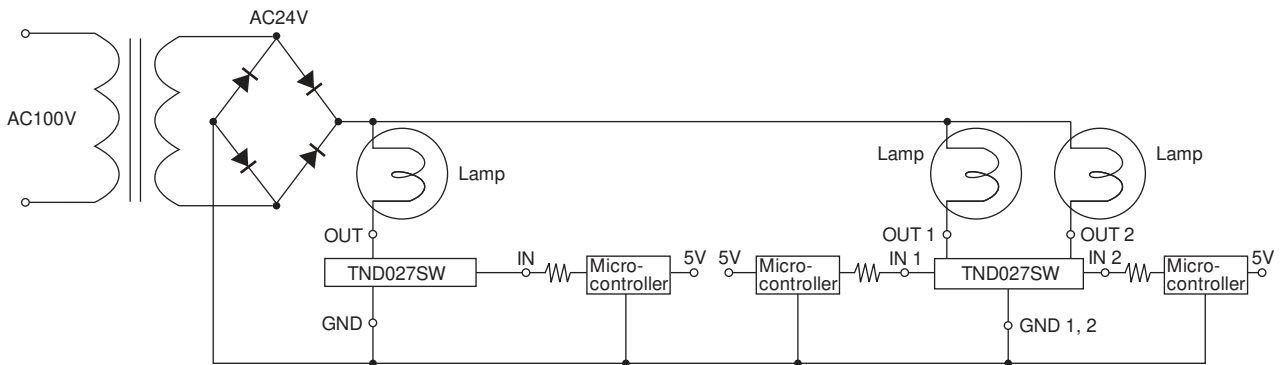 AC24V
AC100V
Lamp
Lamp
Lamp
OUT
OUT 1
OUT 2
TND027SW
IN
Micro-
controller
5V
5V
Micro-
controller
IN 1
TND027SW
IN 2
Micro-
controller
5V
GND
GND 1, 2